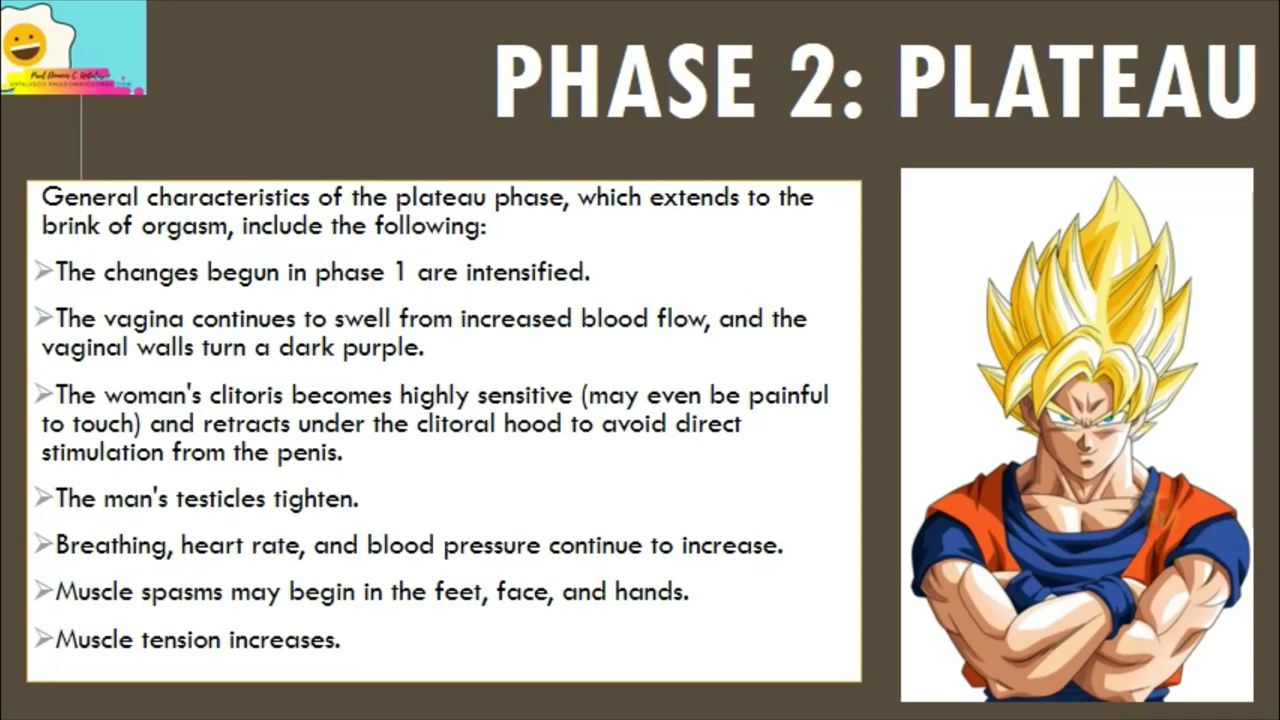 PHASE 2: PLATEAU
General characteristics of the plateau phase, which extends to the
brink of orgasm, include the following:
➢The changes begun in phase 1 are intensified.
➢The vagina continues to swell from increased blood flow, and the
vaginal walls turn a dark purple.
➢The woman's clitoris becomes highly sensitive (may even be painful
to touch) and retracts under the clitoral hood to avoid direct
stimulation from the penis.
➢The man's testicles tighten.
➢Breathing, heart rate, and blood pressure continue to increase.
➢Muscle spasms may begin in the feet, face, and hands.
➢Muscle tension increases.